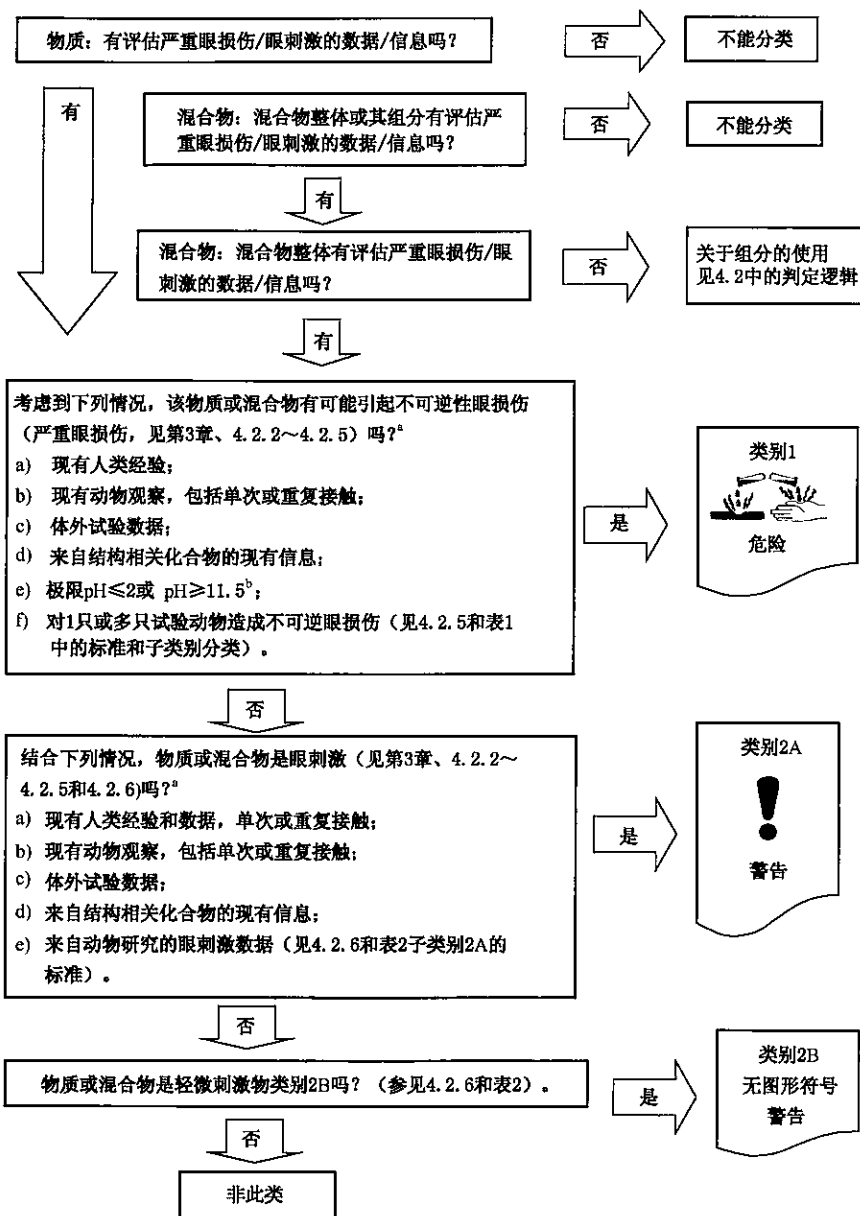 物质：有评估严重眼损伤/眼刺激的数据/信息吗？
否
不能分类
有
混合物：混合物整体或其组分有评估严
重眼损伤/眼刺激的数据/信息吗？
否
不能分类
有
混合物：混合物整体有评估严重眼损伤/眼
刺激的数据/信息吗？
否
关于组分的使用
见4.2中的判定逻辑
有
考虑到下列情况，该物质或混合物有可能引起不可逆性眼损伤
（严重眼损伤，见第3章、4.2.2～4.2.5）吗？a
a) 现有人类经验；
b) 现有动物观察，包括单次或重复接触；
c) 体外试验数据；
d) 来自结构相关化合物的现有信息；
e) 极限pH≤2或 pH≥11.5b；
f) 对1只或多只试验动物造成不可逆眼损伤（见4.2.5和表1
中的标准和子类别分类）。
是
类别1
危险
否
结合下列情况，物质或混合物是眼刺激（见第3章、4.2.2～
4.2.5和4.2.6)吗？a
a) 现有人类经验和数据，单次或重复接触；
b) 现有动物观察，包括单次或重复接触；
c) 体外试验数据；
d) 来自结构相关化合物的现有信息；
e) 来自动物研究的眼刺激数据（见4.2.6和表2子类别2A的
标准）。
是
类别2A
警告
否
物质或混合物是轻微刺激物类别2B吗？（参见4.2.6和表2）。
是
类别2B
无图形符号
警告
否
非此类